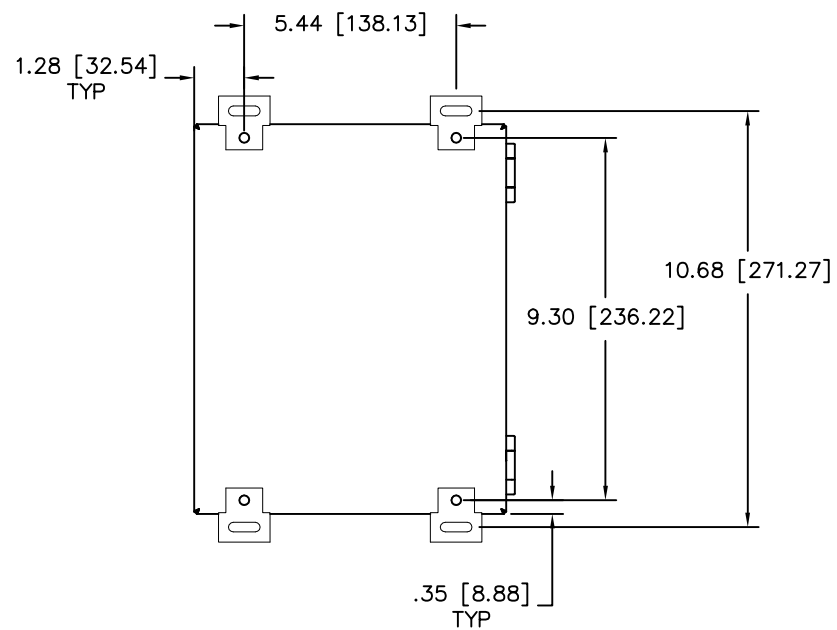 5.44 [138.13]
1.28 [32.54]
TYP
10.68 [271.27]
9.30 [236.22]
.35 [8.88]
TYP